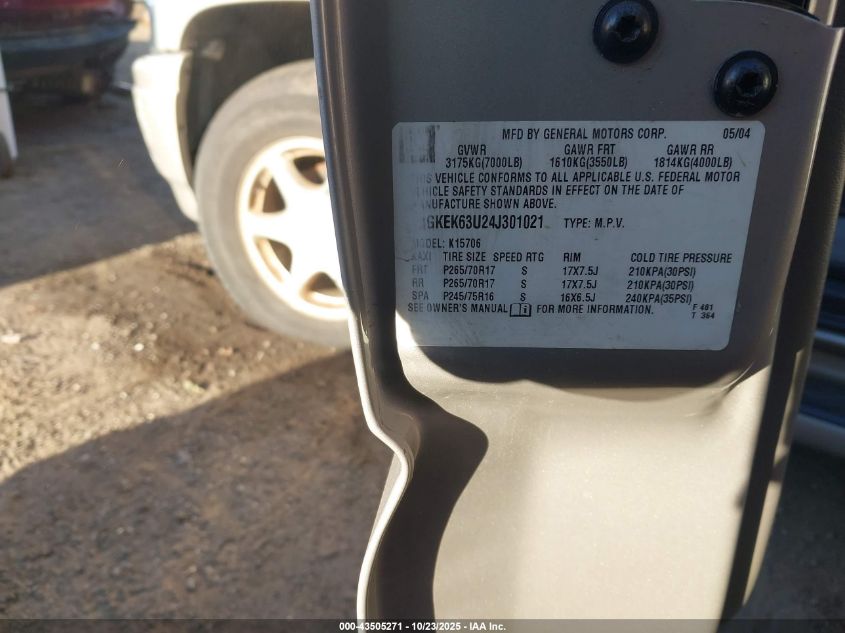 MFD BY GENERAL MOTORS CORP. 05/04
GVWR GAWR FRT GAWR RR
3175KG(7000LB) 1610KG(3550LB) 1814KG(4000LB)
THIS VEHICLE CONFORMS TO ALL APPLICABLE U.S. FEDERAL MOTOR
VEHICLE SAFETY STANDARDS IN EFFECT ON THE DATE OF
MANUFACTURE SHOWN ABOVE.
1GKEK63U24J301021 TYPE: M.P.V.
MODEL: K15706
TIRE SIZE SPEED RTG RIM COLD TIRE PRESSURE
FRT P265/70R17 S 17X7.5J 210KPA(30PSI)
RR P265/70R17 S 17X7.5J 210KPA(30PSI)
SPA P245/75R16 S 16X6.5J 240KPA(35PSI)
SEE OWNER'S MANUAL FOR MORE INFORMATION.
F 401
T 364
000-43505271 - 10/23/2025 - IAA Inc.